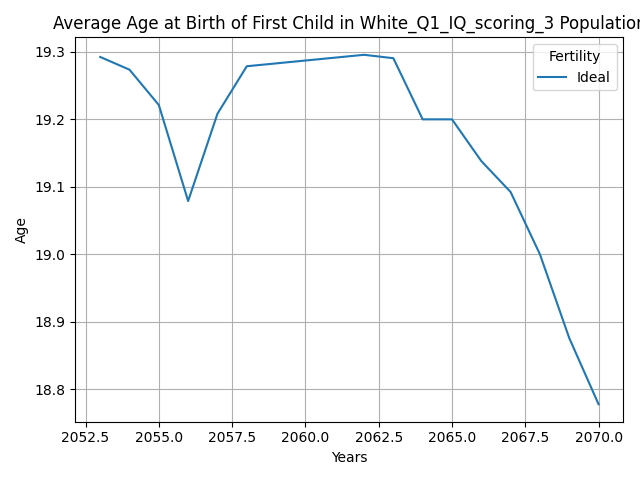 Average Age at Birth of First Child in White_Q1_IQ_scoring_3 Population
Fertility
Ideal
Age
19.3
19.2
19.1
19.0
18.9
18.8
2052.5 2055.0 2057.5 2060.0 2062.5 2065.0 2067.5 2070.0
Years